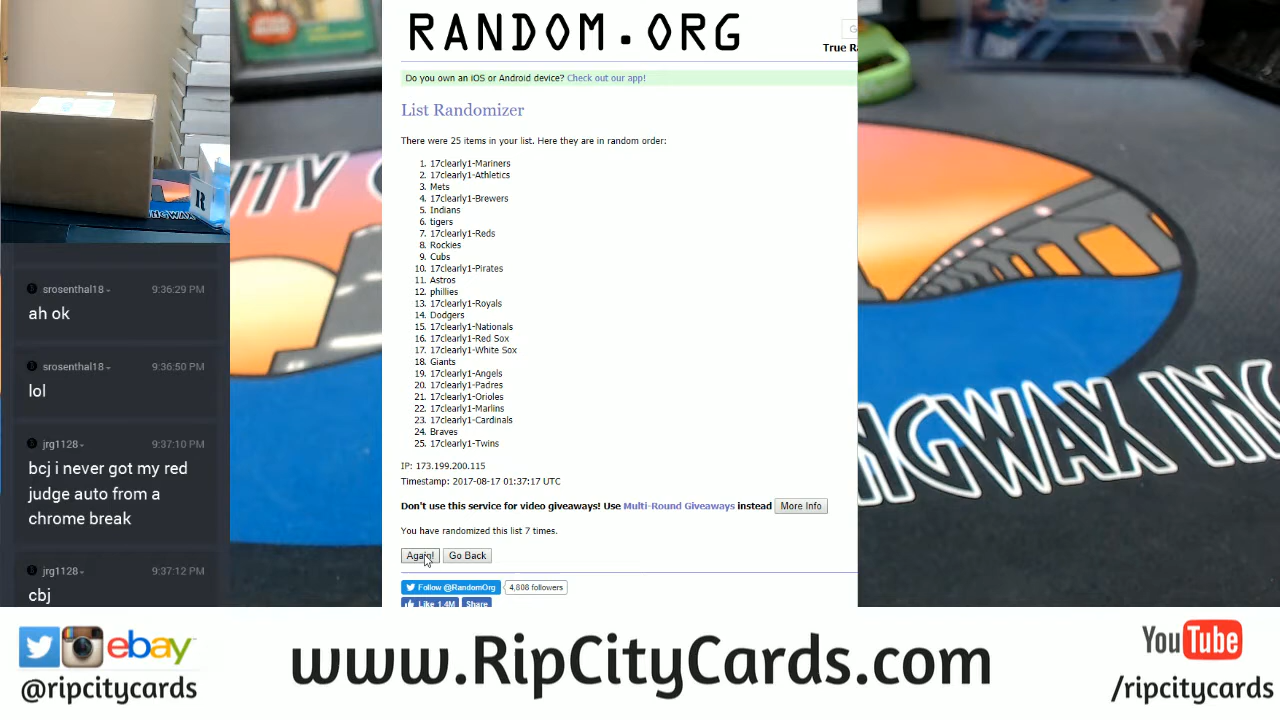 RANDOM.ORG
True Ra
Do you own an iOS or Android device? Check out our app!
List Randomizer
There were 25 items in your list. Here they are in random order:
1. 17clearly1-Mariners
2. 17clearly1-Athletics
3. Mets
4. 17clearly1-Brewers
5. Indians
6. tigers
7. 17clearly1-Reds
8. Rockies
9. Cubs
10. 17clearly1-Pirates
11. Astros
12. phillies
13. 17clearly1-Royals
14. Dodgers
15. 17clearly1-Nationals
16. 17clearly1-Red Sox
17. 17clearly1-White Sox
18. Giants
19. 17clearly1-Angels
20. 17clearly1-Padres
21. 17clearly1-Orioles
22. 17clearly1-Marlins
23. 17clearly1-Cardinals
24. Braves
25. 17clearly1-Twins
IP: 173.199.200.115
Timestamp: 2017-08-17 01:37:17 UTC
Don't use this service for video giveaways! Use Multi-Round Giveaways instead More Info
You have randomized this list 7 times.
Again! Go Back
Follow @RandomOrg 4,808 followers
Like 1.4M Share
srosenthal18 9:36:29 PM
ah ok
srosenthal18 9:36:50 PM
lol
jrg1128 9:37:10 PM
bcj i never got my red
judge auto from a
chrome break
jrg1128 9:37:12 PM
cbj
ITY C
R
NGWAX
NGWAX INC
ebay
@ripcitycards
www.RipCityCards.com
YouTube
/ripcitycards